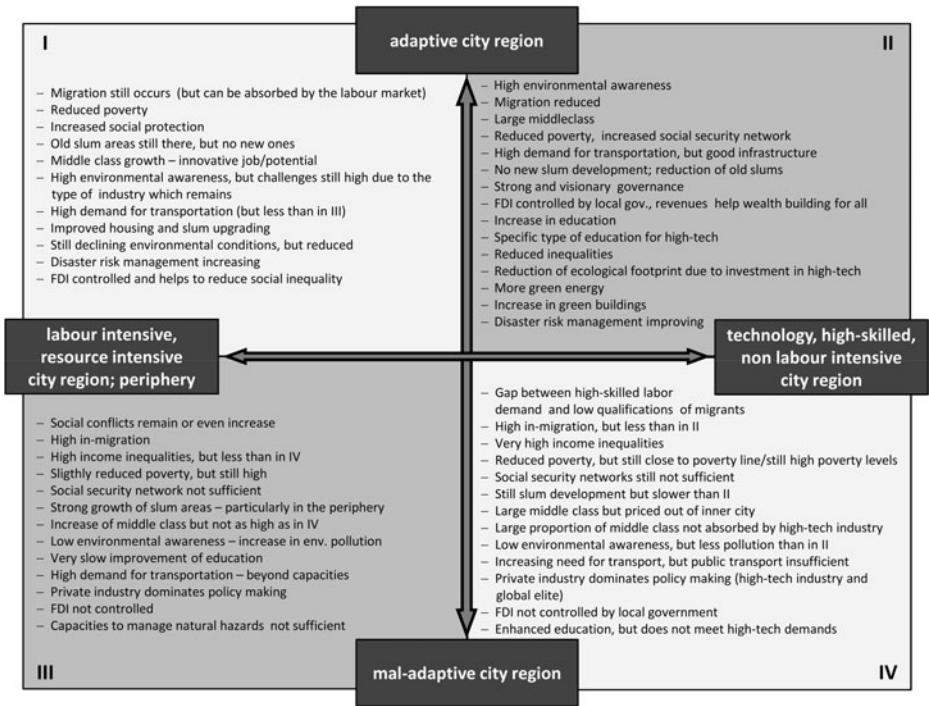 I
adaptive city region
II
– Migration still occurs (but can be absorbed by the labour market)
– Reduced poverty
– Increased social protection
– Old slum areas still there, but no new ones
– Middle class growth – innovative job/potential
– High environmental awareness, but challenges still high due to the
type of industry which remains
– High demand for transportation (but less than in III)
– Improved housing and slum upgrading
– Still declining environmental conditions, but reduced
– Disaster risk management increasing
– FDI controlled and helps to reduce social inequality
– High environmental awareness
– Migration reduced
– Large middleclass
– Reduced poverty, increased social security network
– High demand for transportation, but good infrastructure
– No new slum development; reduction of old slums
– Strong and visionary governance
– FDI controlled by local gov., revenues help wealth building for all
– Increase in education
– Specific type of education for high-tech
– Reduced inequalities
– Reduction of ecological footprint due to investment in high-tech
– More green energy
– Increase in green buildings
– Disaster risk management improving
labour intensive,
resource intensive
city region; periphery
technology, high-skilled,
non labour intensive
city region
– Social conflicts remain or even increase
– High in-migration
– High income inequalities, but less than in IV
– Sligthly reduced poverty, but still high
– Social security network not sufficient
– Strong growth of slum areas – particularly in the periphery
– Increase of middle class but not as high as in IV
– Low environmental awareness – increase in env. pollution
– Very slow improvement of education
– High demand for transportation – beyond capacities
– Private industry dominates policy making
– FDI not controlled
– Capacities to manage natural hazards not sufficient
– Gap between high-skilled labor
demand and low qualifications of migrants
– High in-migration, but less than in II
– Very high income inequalities
– Reduced poverty, but still close to poverty line/still high poverty levels
– Social security networks still not sufficient
– Still slum development but slower than II
– Large middle class but priced out of inner city
– Large proportion of middle class not absorbed by high-tech industry
– Low environmental awareness, but less pollution than in II
– Increasing need for transport, but public transport insufficient
– Private industry dominates policy making (high-tech industry and
global elite)
– FDI not controlled by local government
– Enhanced education, but does not meet high-tech demands
III
mal-adaptive city region
IV